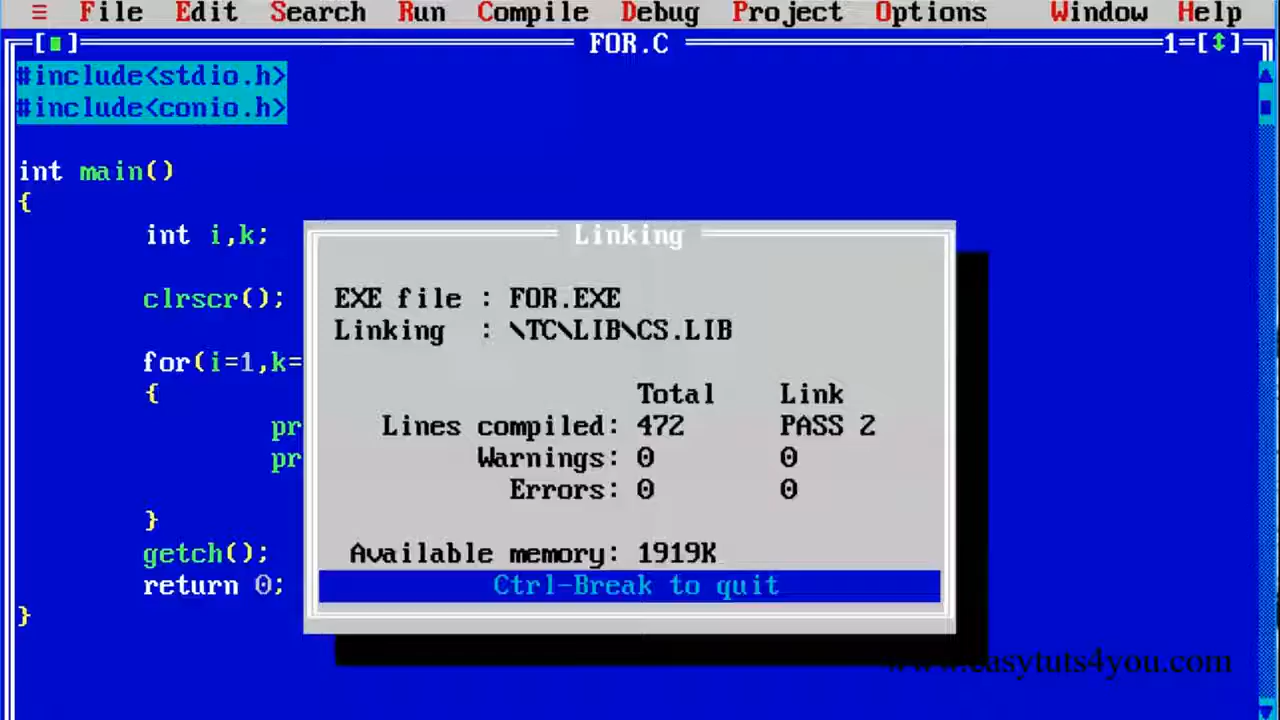 ≡ File Edit Search Run Compile Debug Project Options Window Help
[■] FOR.C 1=[↕]
#include<stdio.h>
#include<conio.h>
int main()
{
int i,k;
clrscr();
for(i=1,k=
{
pr
pr
}
getch();
return 0;
}
Linking
EXE file : FOR.EXE
Linking : \TC\LIB\CS.LIB
Total Link
Lines compiled: 472 PASS 2
Warnings: 0 0
Errors: 0 0
Available memory: 1919K
Ctrl-Break to quit
www.easytuts4you.com